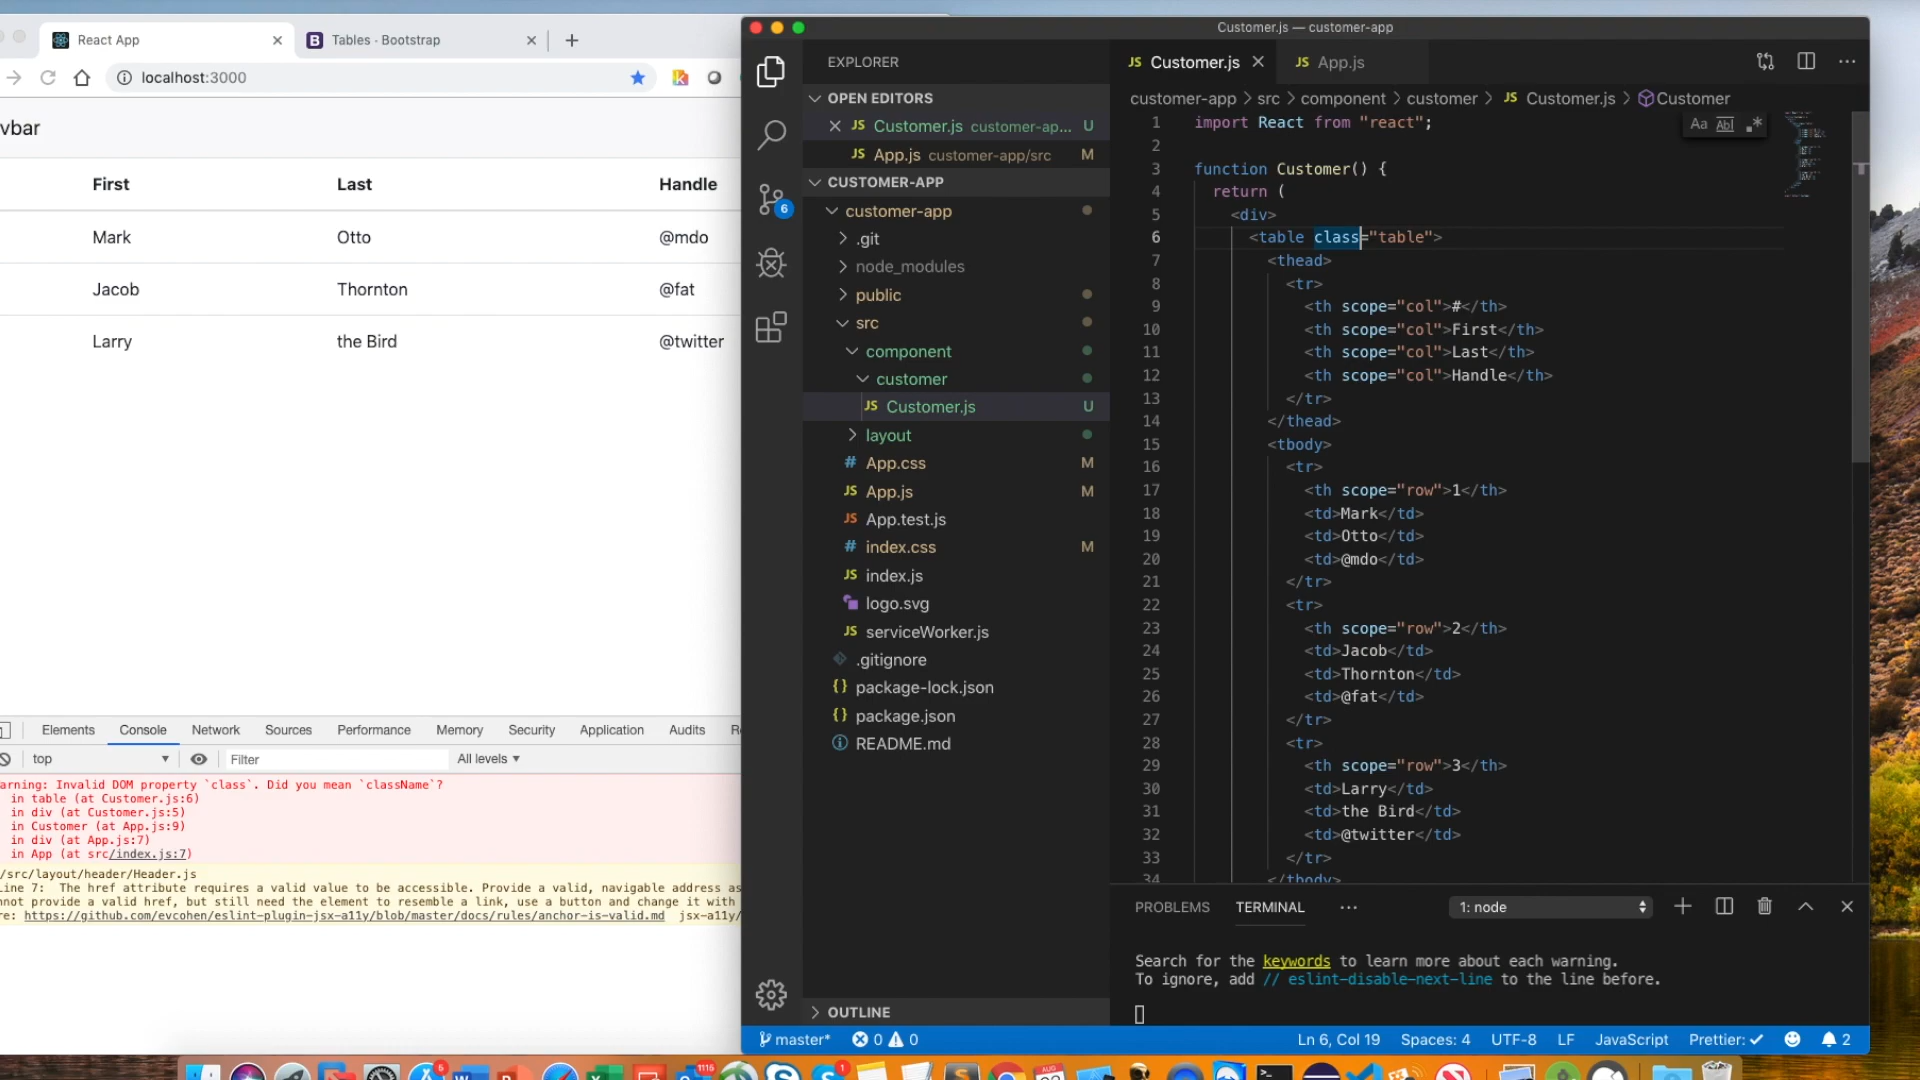 React App
Tables · Bootstrap
localhost:3000
vbar
First Last Handle
Mark Otto @mdo
Jacob Thornton @fat
Larry the Bird @twitter
Elements Console Network Sources Performance Memory Security Application Audits
top Filter All levels
arning: Invalid DOM property `class`. Did you mean `className`?
in table (at Customer.js:6)
in div (at Customer.js:5)
in Customer (at App.js:9)
in div (at App.js:7)
in App (at src/index.js:7)
/src/layout/header/Header.js
ine 7: The href attribute requires a valid value to be accessible. Provide a valid, navigable address as
nnot provide a valid href, but still need the element to resemble a link, use a button and change it with
re: https://github.com/evcohen/eslint-plugin-jsx-a11y/blob/master/docs/rules/anchor-is-valid.md jsx-a11y/
Customer.js — customer-app
EXPLORER
OPEN EDITORS
JS Customer.js customer-ap... U
JS App.js customer-app/src M
CUSTOMER-APP
customer-app
.git
node_modules
public
src
component
customer
JS Customer.js U
layout
# App.css M
JS App.js M
JS App.test.js
# index.css M
JS index.js
logo.svg
JS serviceWorker.js
.gitignore
{} package-lock.json
{} package.json
README.md
OUTLINE
6
JS Customer.js
JS App.js
customer-app > src > component > customer > JS Customer.js > Customer
Aa Abl .*
1 import React from "react";
2
3 function Customer() {
4 return (
5 <div>
6 <table class="table">
7 <thead>
8 <tr>
9 <th scope="col">#</th>
10 <th scope="col">First</th>
11 <th scope="col">Last</th>
12 <th scope="col">Handle</th>
13 </tr>
14 </thead>
15 <tbody>
16 <tr>
17 <th scope="row">1</th>
18 <td>Mark</td>
19 <td>Otto</td>
20 <td>@mdo</td>
21 </tr>
22 <tr>
23 <th scope="row">2</th>
24 <td>Jacob</td>
25 <td>Thornton</td>
26 <td>@fat</td>
27 </tr>
28 <tr>
29 <th scope="row">3</th>
30 <td>Larry</td>
31 <td>the Bird</td>
32 <td>@twitter</td>
33 </tr>
34 </tbody>
PROBLEMS TERMINAL ··· 1: node
Search for the keywords to learn more about each warning.
To ignore, add // eslint-disable-next-line to the line before.
master* 0 0 Ln 6, Col 19 Spaces: 4 UTF-8 LF JavaScript Prettier: ✓ 2